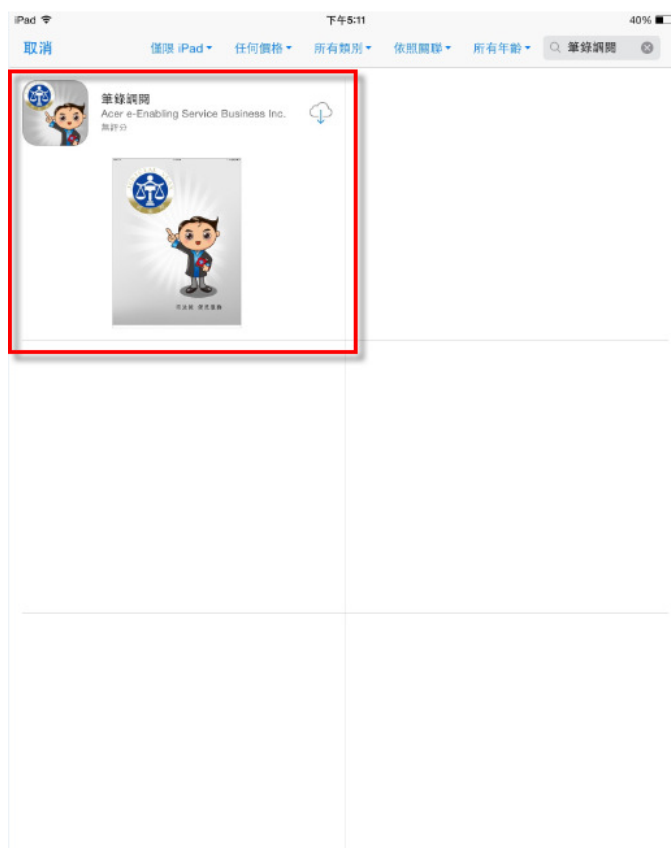 iPad 下午5:11 40%
取消 僅限 iPad 任何價格 所有類別 依照關聯 所有年齡 筆錄調閱
筆錄調閱
Acer e-Enabling Service Business Inc.
無評分